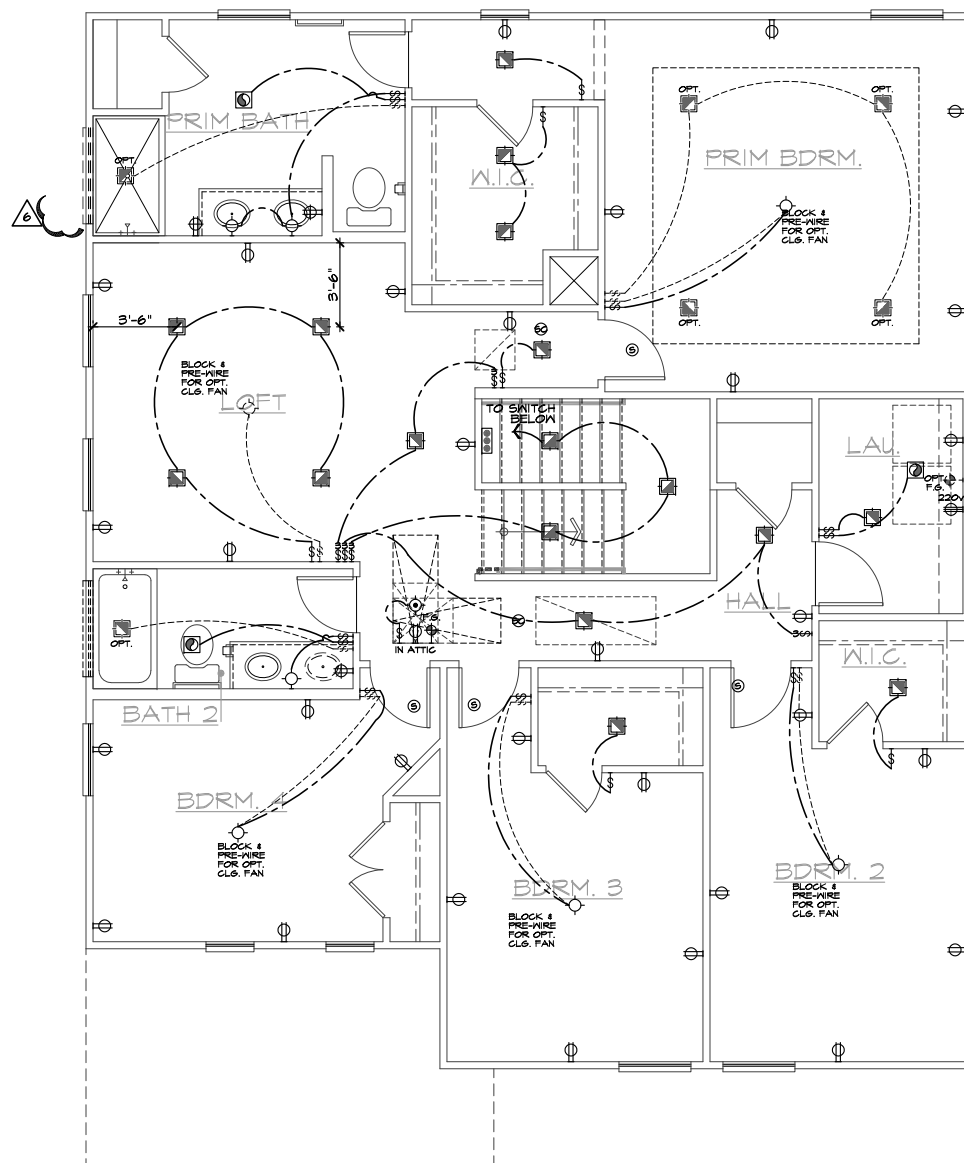 OPT.
PRIM BATH
OPT.
W.I.C.
OPT.
OPT.
PRIM BDRM.
BLOCK &
PRE-WIRE
FOR OPT.
CLG. FAN
OPT.
OPT.
6
3'-6"
3'-6"
SC
S
BLOCK &
PRE-WIRE
FOR OPT.
CLG. FAN
LOFT
TO SWITCH
BELOW
LAU.
OPT.
F.G.
220V
HALL
F.G.
IN ATTIC
SC
OPT.
BATH 2
W.I.C.
S
S
S
BDRM. 4
BLOCK &
PRE-WIRE
FOR OPT.
CLG. FAN
BDRM. 3
BLOCK &
PRE-WIRE
FOR OPT.
CLG. FAN
BDRM. 2
BLOCK &
PRE-WIRE
FOR OPT.
CLG. FAN